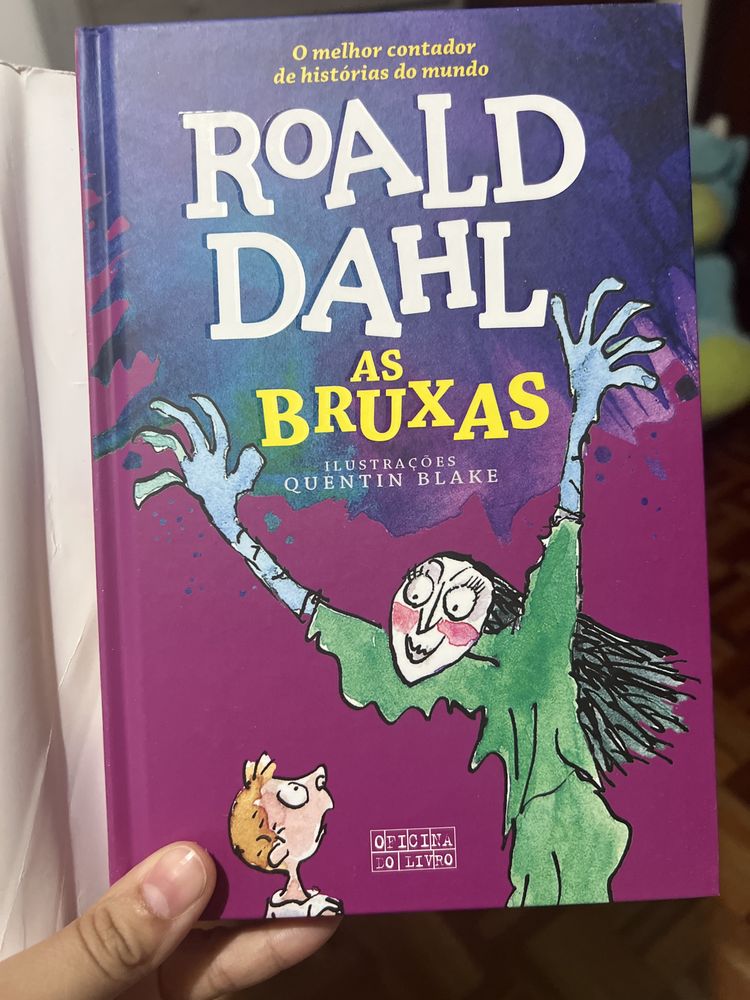 O melhor contador
de histórias do mundo
ROALD
DAHL
AS
BRUXAS
ILUSTRAÇÕES
QUENTIN BLAKE
OFICINA
DO LIVRO